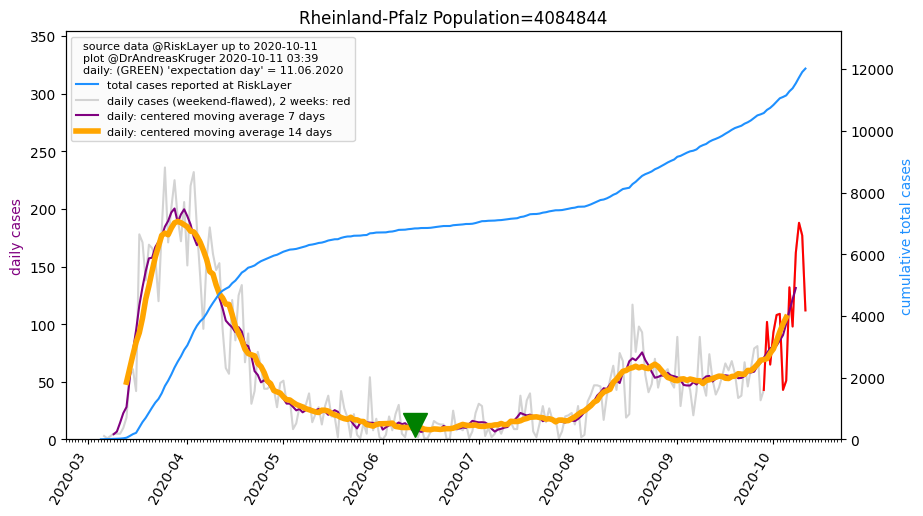 Rheinland-Pfalz Population=4084844
source data @RiskLayer up to 2020-10-11
plot @DrAndreasKruger 2020-10-11 03:39
daily: (GREEN) 'expectation day' = 11.06.2020
total cases reported at RiskLayer
daily cases (weekend-flawed), 2 weeks: red
daily: centered moving average 7 days
daily: centered moving average 14 days
daily cases
350
300
250
200
150
100
50
0
12000
10000
8000
6000
4000
2000
0
cumulative total cases
2020-03
2020-04
2020-05
2020-06
2020-07
2020-08
2020-09
2020-10